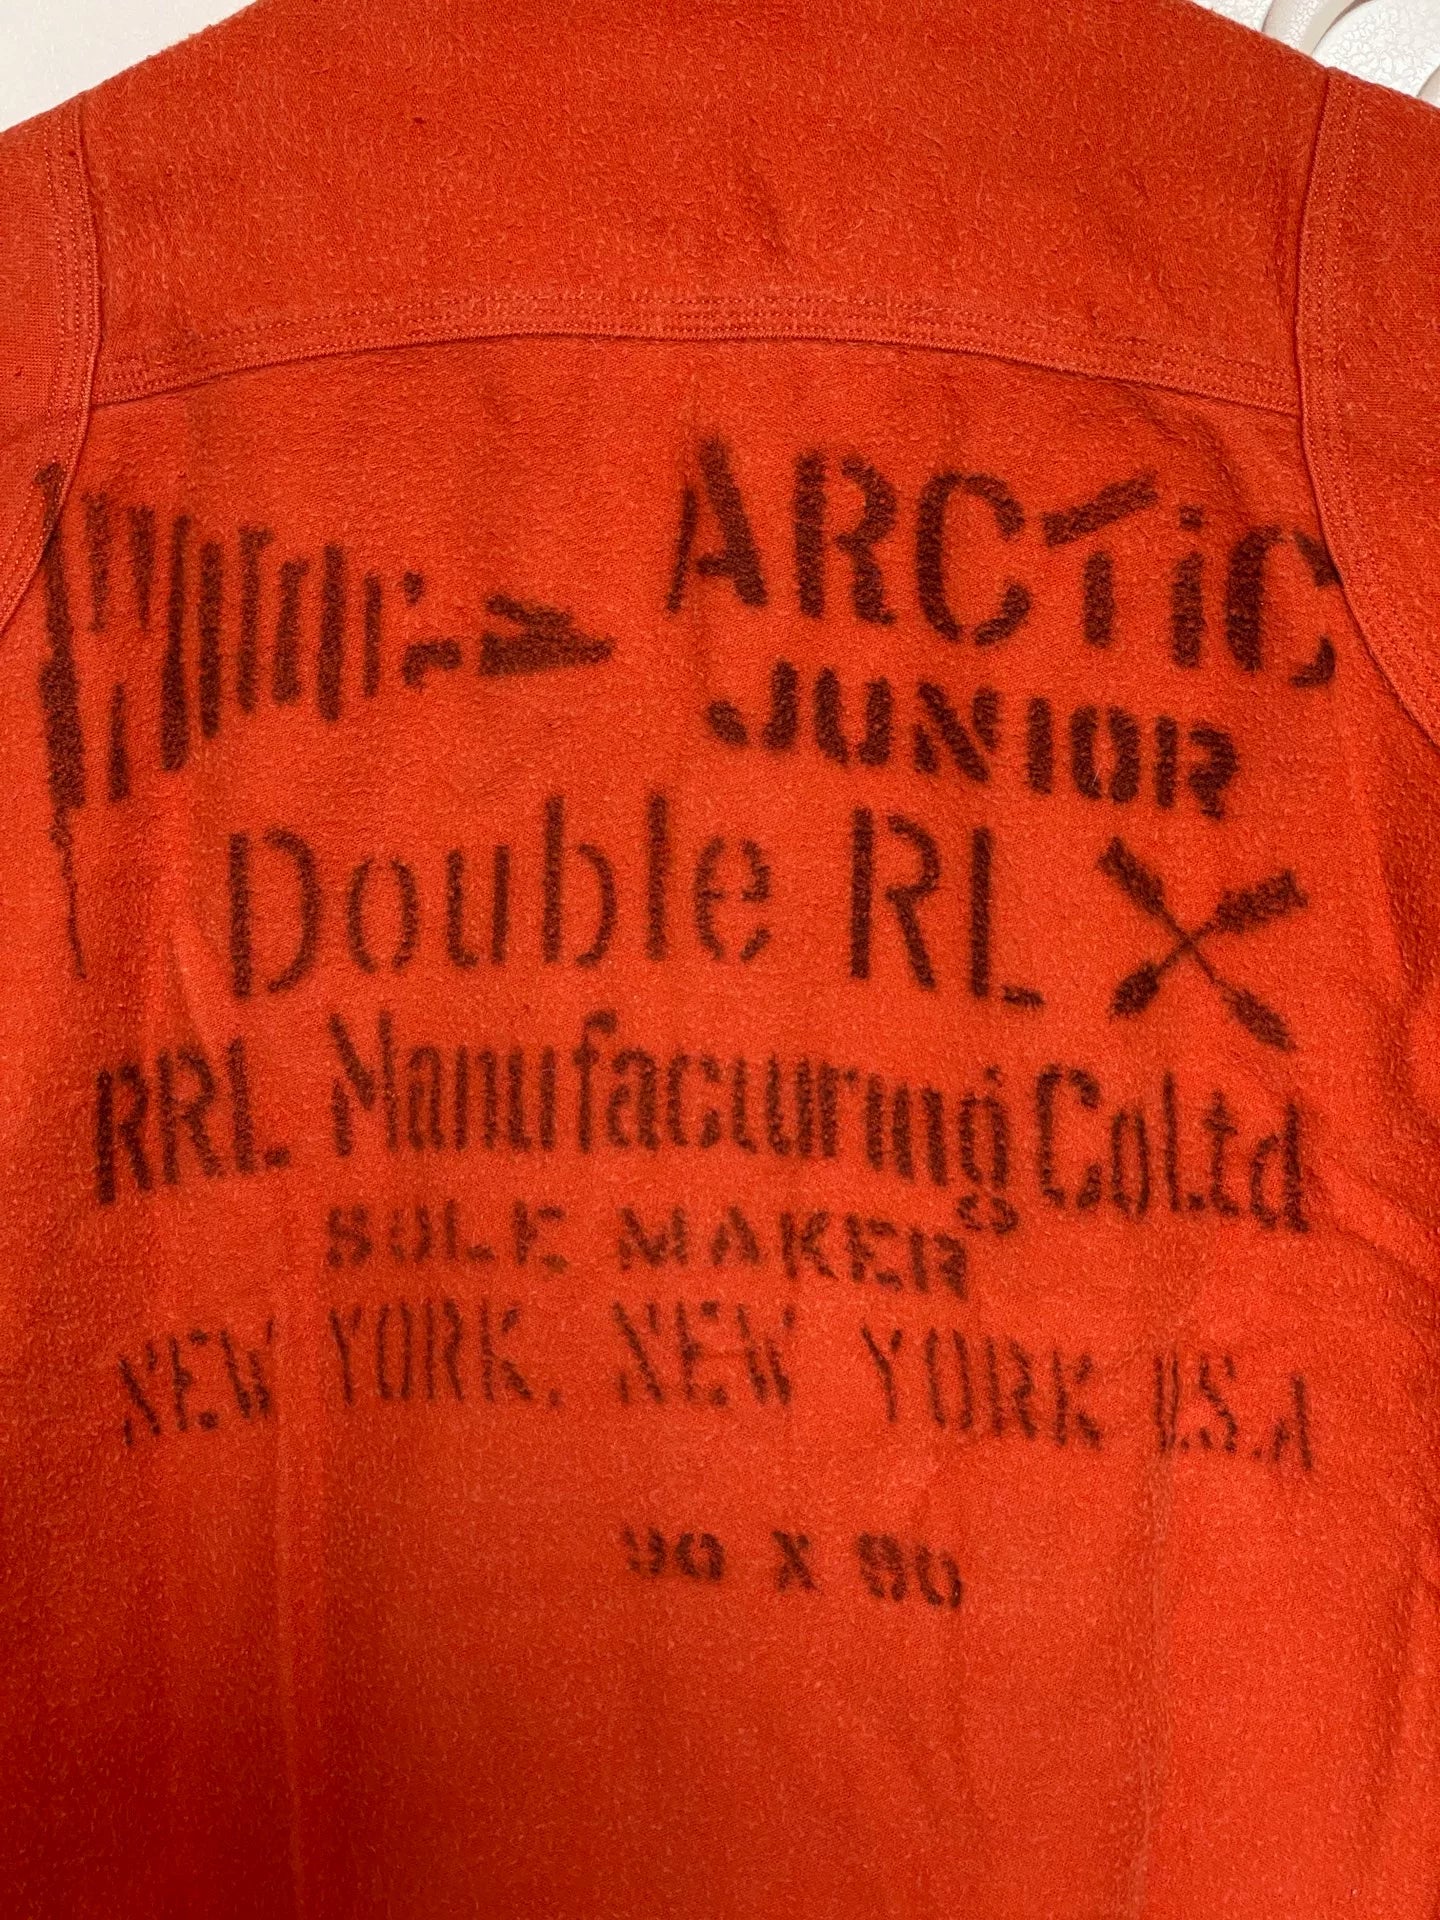 ARCTiC
JUNIOR
Double RL
RRL Manufacturing Co.Ltd
SOLE MAKER
NEW YORK, NEW YORK U.S.A
90 X 90